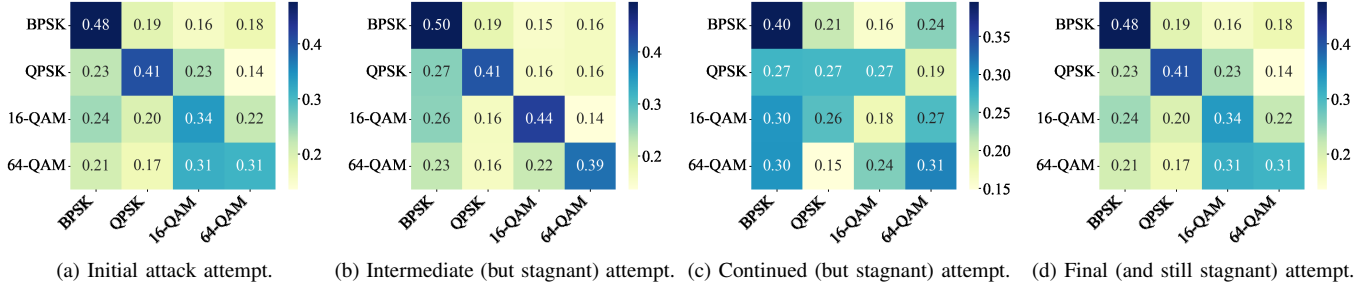 BPSK 0.48 0.19 0.16 0.18
QPSK 0.23 0.41 0.23 0.14
16-QAM 0.24 0.20 0.34 0.22
64-QAM 0.21 0.17 0.31 0.31
BPSK QPSK 16-QAM 64-QAM
0.4
0.3
0.2
(a) Initial attack attempt.
BPSK 0.50 0.19 0.15 0.16
QPSK 0.27 0.41 0.16 0.16
16-QAM 0.26 0.16 0.44 0.14
64-QAM 0.23 0.16 0.22 0.39
BPSK QPSK 16-QAM 64-QAM
0.4
0.3
0.2
(b) Intermediate (but stagnant) attempt.
BPSK 0.40 0.21 0.16 0.24
QPSK 0.27 0.27 0.27 0.19
16-QAM 0.30 0.26 0.18 0.27
64-QAM 0.30 0.15 0.24 0.31
BPSK QPSK 16-QAM 64-QAM
0.35
0.30
0.25
0.20
0.15
(c) Continued (but stagnant) attempt.
BPSK 0.48 0.19 0.16 0.18
QPSK 0.23 0.41 0.23 0.14
16-QAM 0.24 0.20 0.34 0.22
64-QAM 0.21 0.17 0.31 0.31
BPSK QPSK 16-QAM 64-QAM
0.4
0.3
0.2
(d) Final (and still stagnant) attempt.